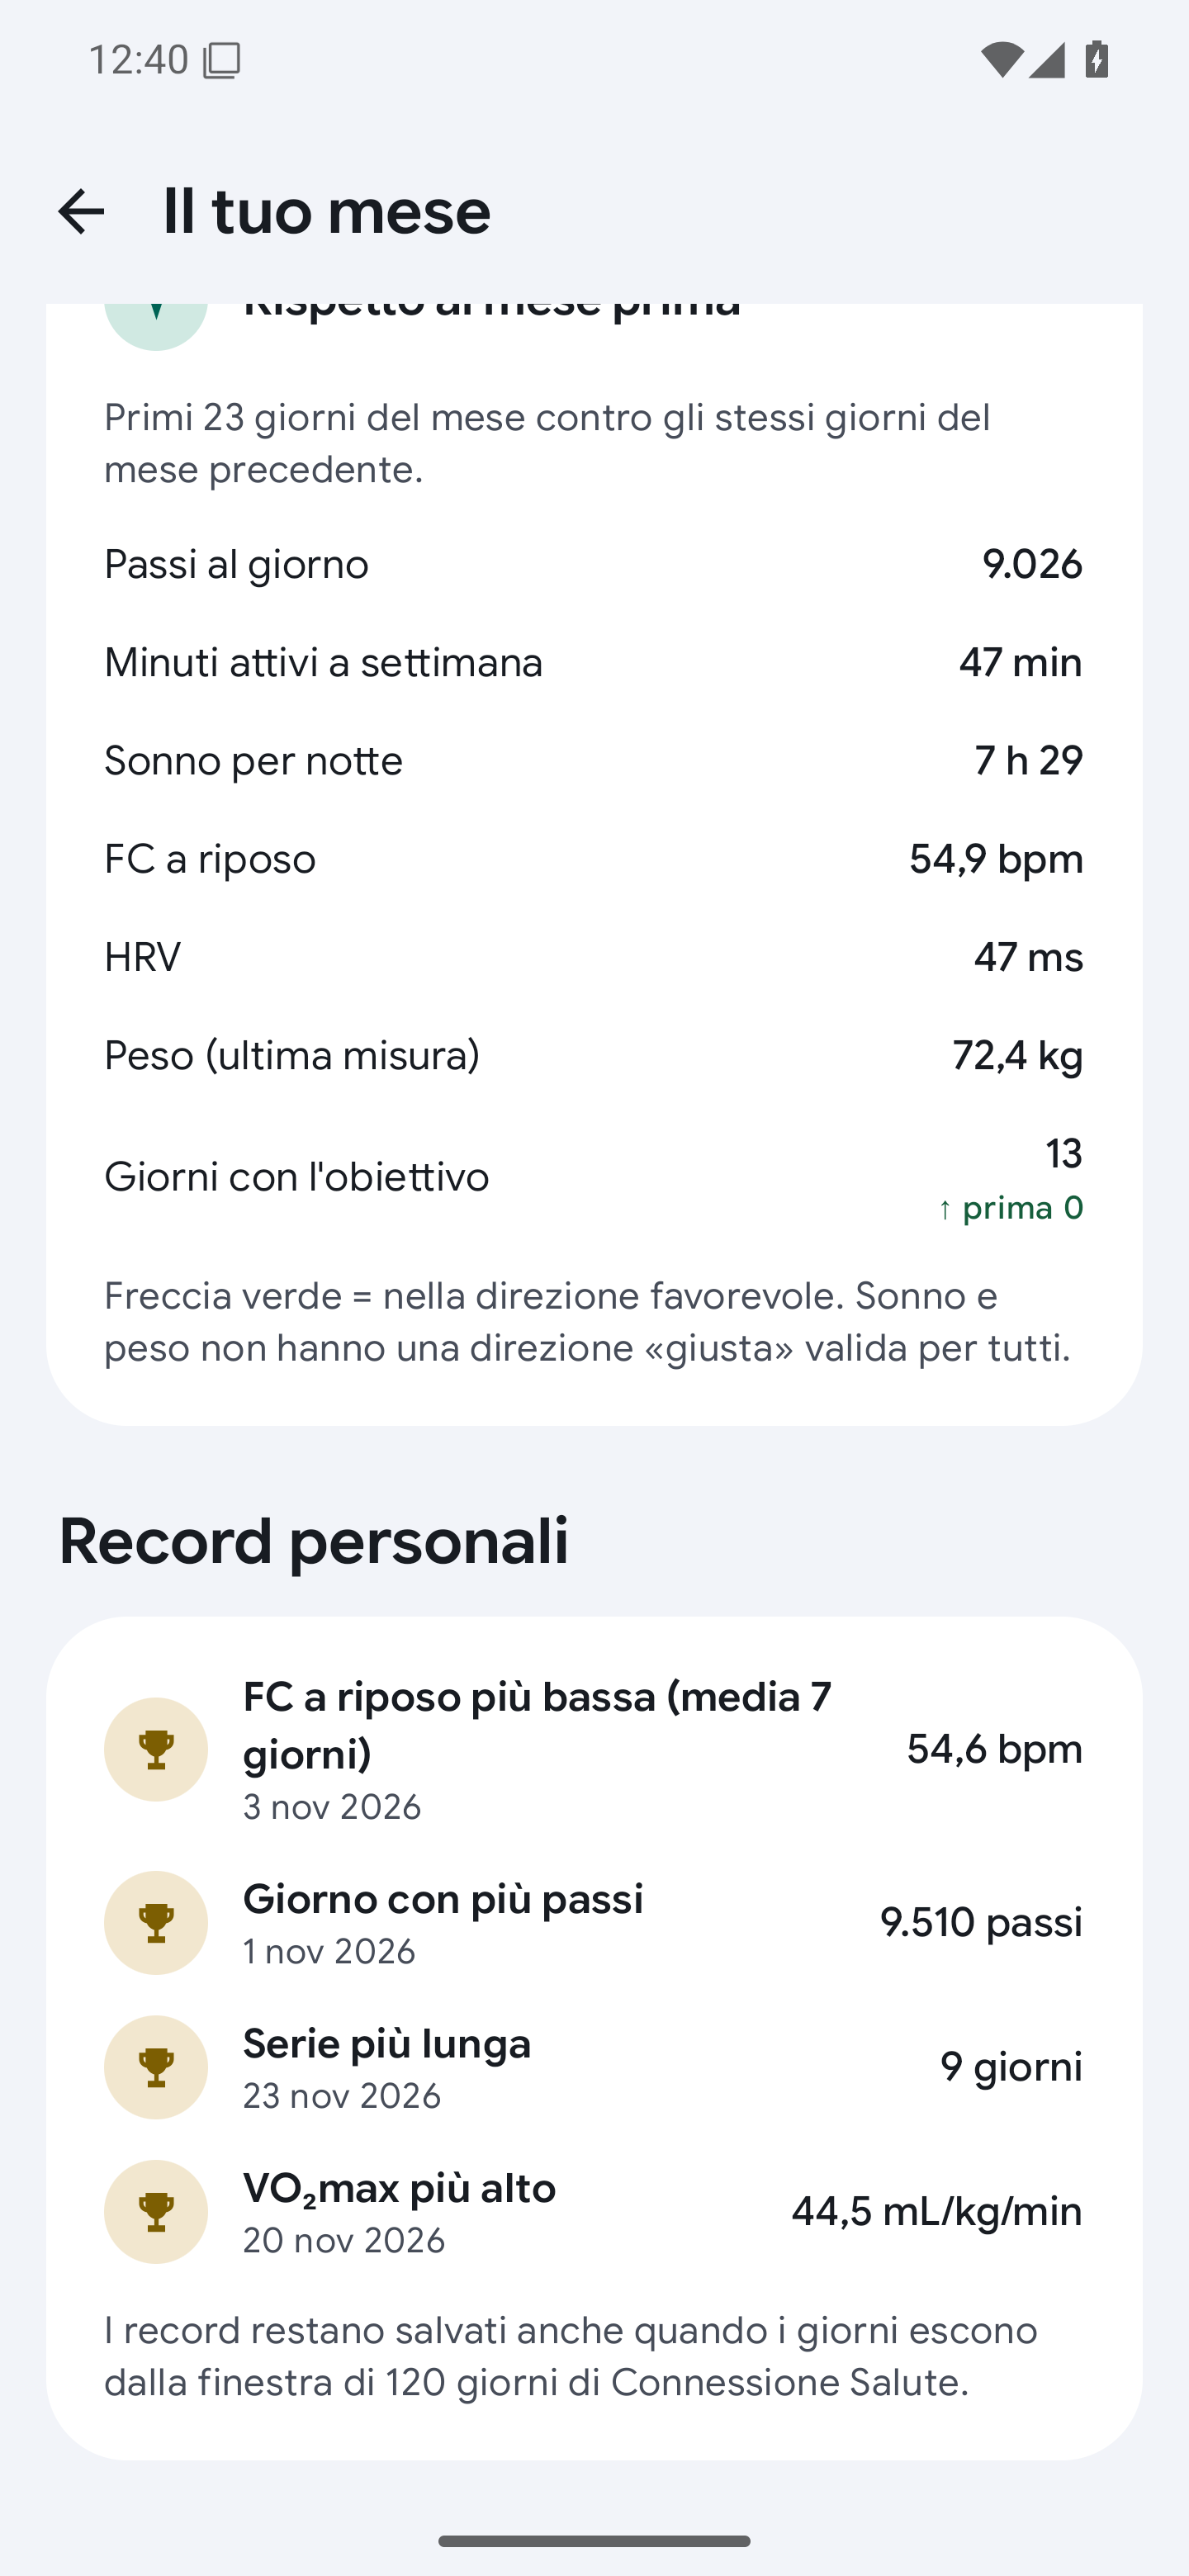 12:40
Il tuo mese
Rispetto al mese prima
Primi 23 giorni del mese contro gli stessi giorni del
mese precedente.
Passi al giorno
9.026
Minuti attivi a settimana
47 min
Sonno per notte
7 h 29
FC a riposo
54,9 bpm
HRV
47 ms
Peso (ultima misura)
72,4 kg
Giorni con l'obiettivo
13
↑ prima 0
Freccia verde = nella direzione favorevole. Sonno e
peso non hanno una direzione «giusta» valida per tutti.
Record personali
FC a riposo più bassa (media 7
giorni)
3 nov 2026
54,6 bpm
Giorno con più passi
1 nov 2026
9.510 passi
Serie più lunga
23 nov 2026
9 giorni
VO₂max più alto
20 nov 2026
44,5 mL/kg/min
I record restano salvati anche quando i giorni escono
dalla finestra di 120 giorni di Connessione Salute.